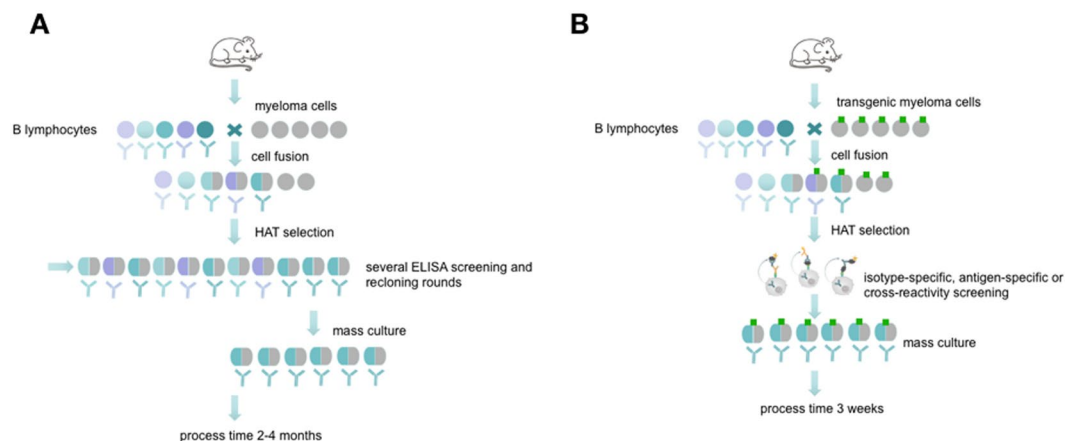 A
myeloma cells
B lymphocytes
cell fusion
HAT selection
several ELISA screening and
recloning rounds
mass culture
process time 2-4 months
B
transgenic myeloma cells
B lymphocytes
cell fusion
HAT selection
isotype-specific, antigen-specific or
cross-reactivity screening
mass culture
process time 3 weeks